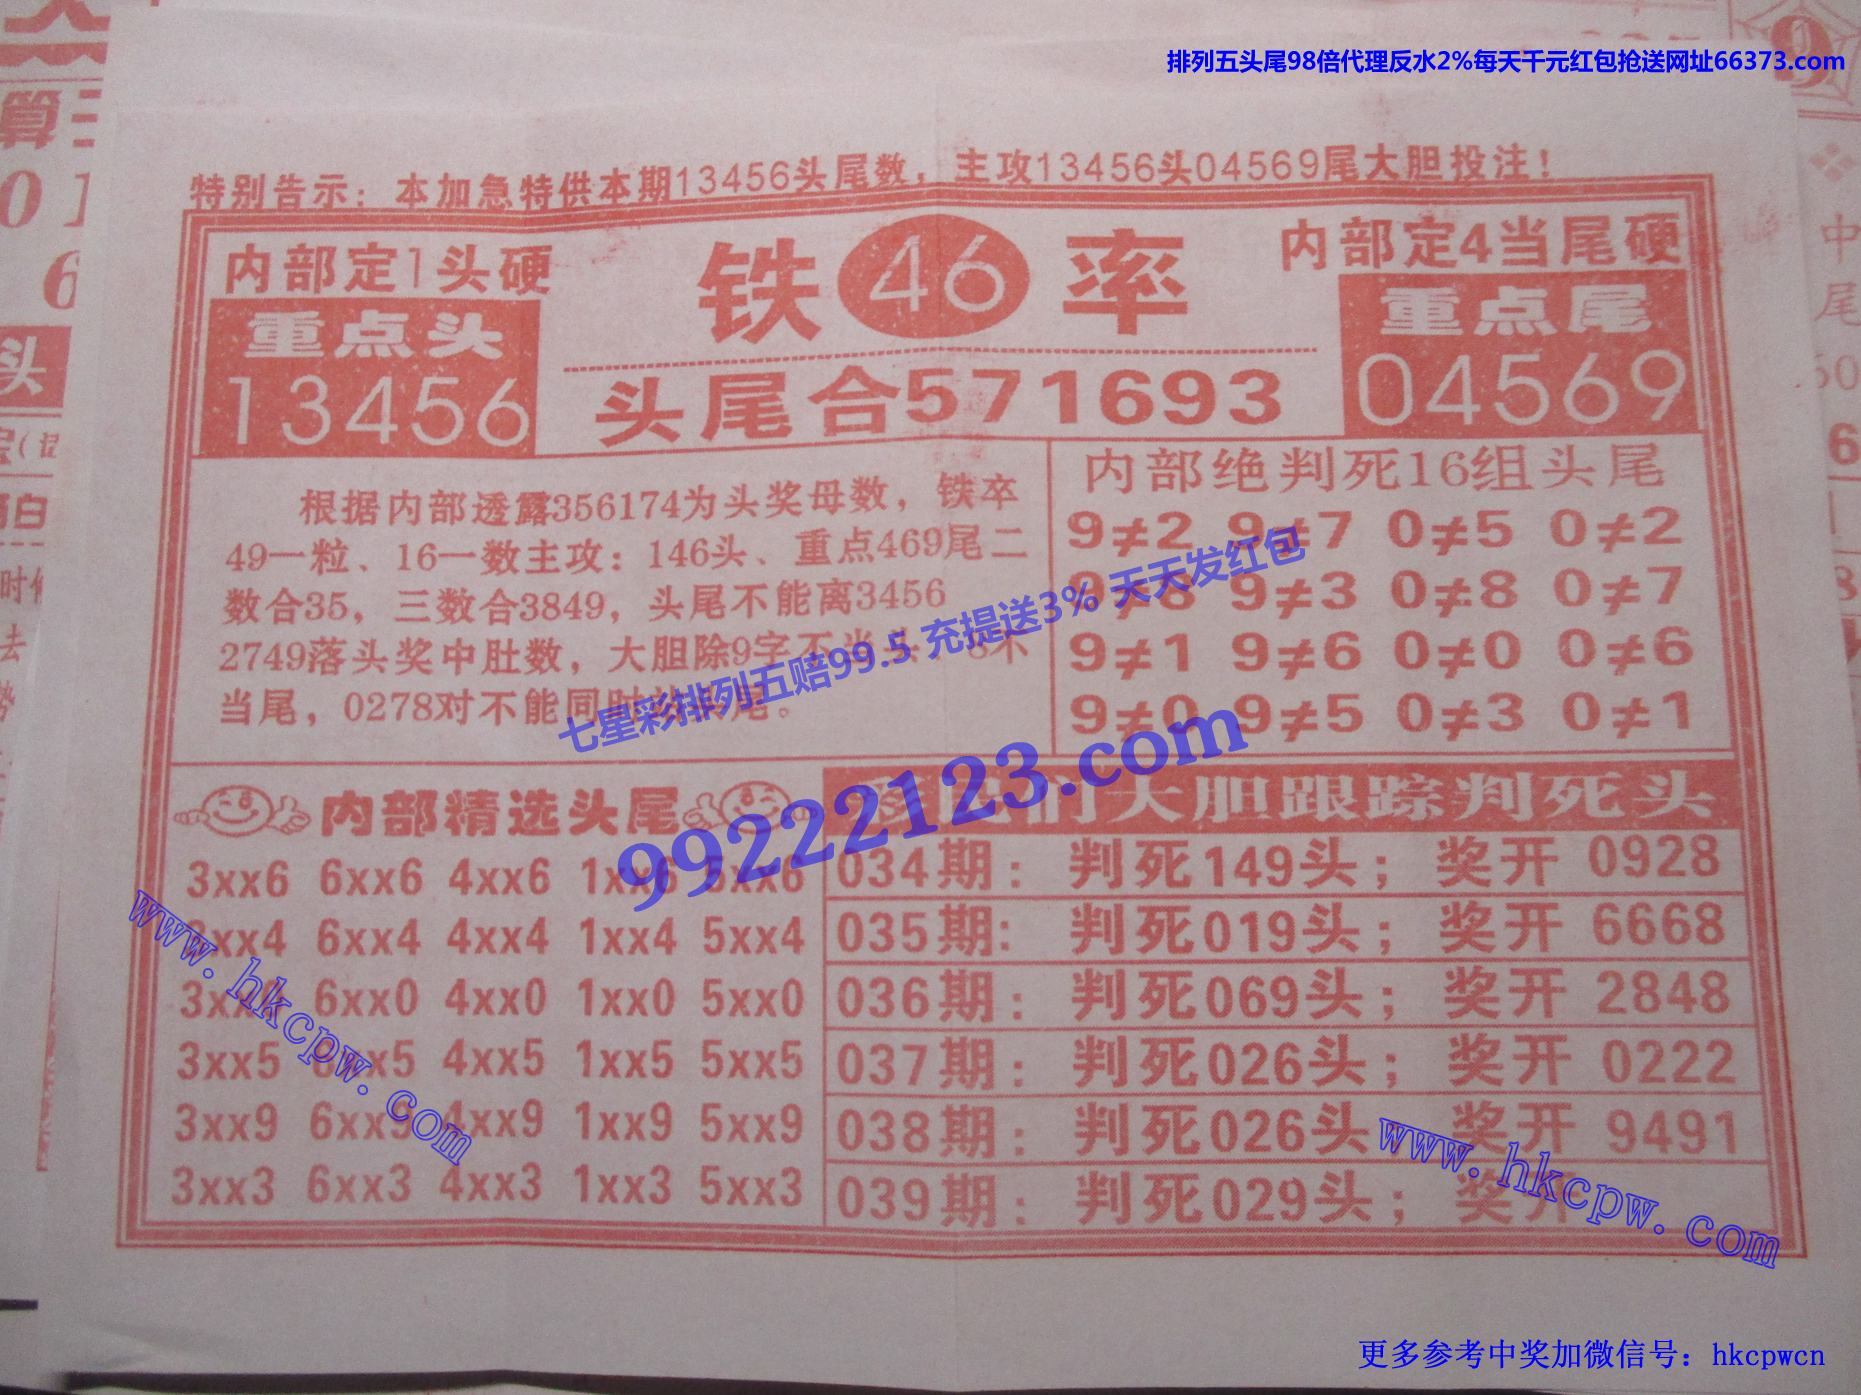 排列五头尾98倍代理反水2%每天千元红包抢送网址66373.com
特别告示：本加急特供本期13456头尾数，主攻13456头04569尾大胆投注！
内部定1头硬
重点头
13456
铁46率
头尾合571693
内部定4当尾硬
重点尾
04569
根据内部透露356174为头奖母数，铁卒
49一粒、16一数主攻：146头、重点469尾二
数合35，三数合3849，头尾不能离3456
2749落头奖中肚数，大胆除9字不当头
当尾，0278对不能同时
内部绝判死16组头尾
9≠2 9≠7 0≠5 0≠2
9≠8 9≠3 0≠8 0≠7
9≠1 9≠6 0≠0 0≠6
9≠0 9≠5 0≠3 0≠1
七星彩排列五赔99.5 充提送3% 天天发红包
99222123.com
内部精选头尾
3xx6 6xx6 4xx6 1xx6 5xx6
3xx4 6xx4 4xx4 1xx4 5xx4
3xx0 6xx0 4xx0 1xx0 5xx0
3xx5 6xx5 4xx5 1xx5 5xx5
3xx9 6xx9 4xx9 1xx9 5xx9
3xx3 6xx3 4xx3 1xx3 5xx3
们大胆跟踪判死头
034期：判死149头；奖开 0928
035期：判死019头；奖开 6668
036期：判死069头；奖开 2848
037期：判死026头；奖开 0222
038期：判死026头 奖开 9491
039期：判死029头；奖开
www.hkcpw.com
www.hkcpw.com
更多参考中奖加微信号：hkcpwcn